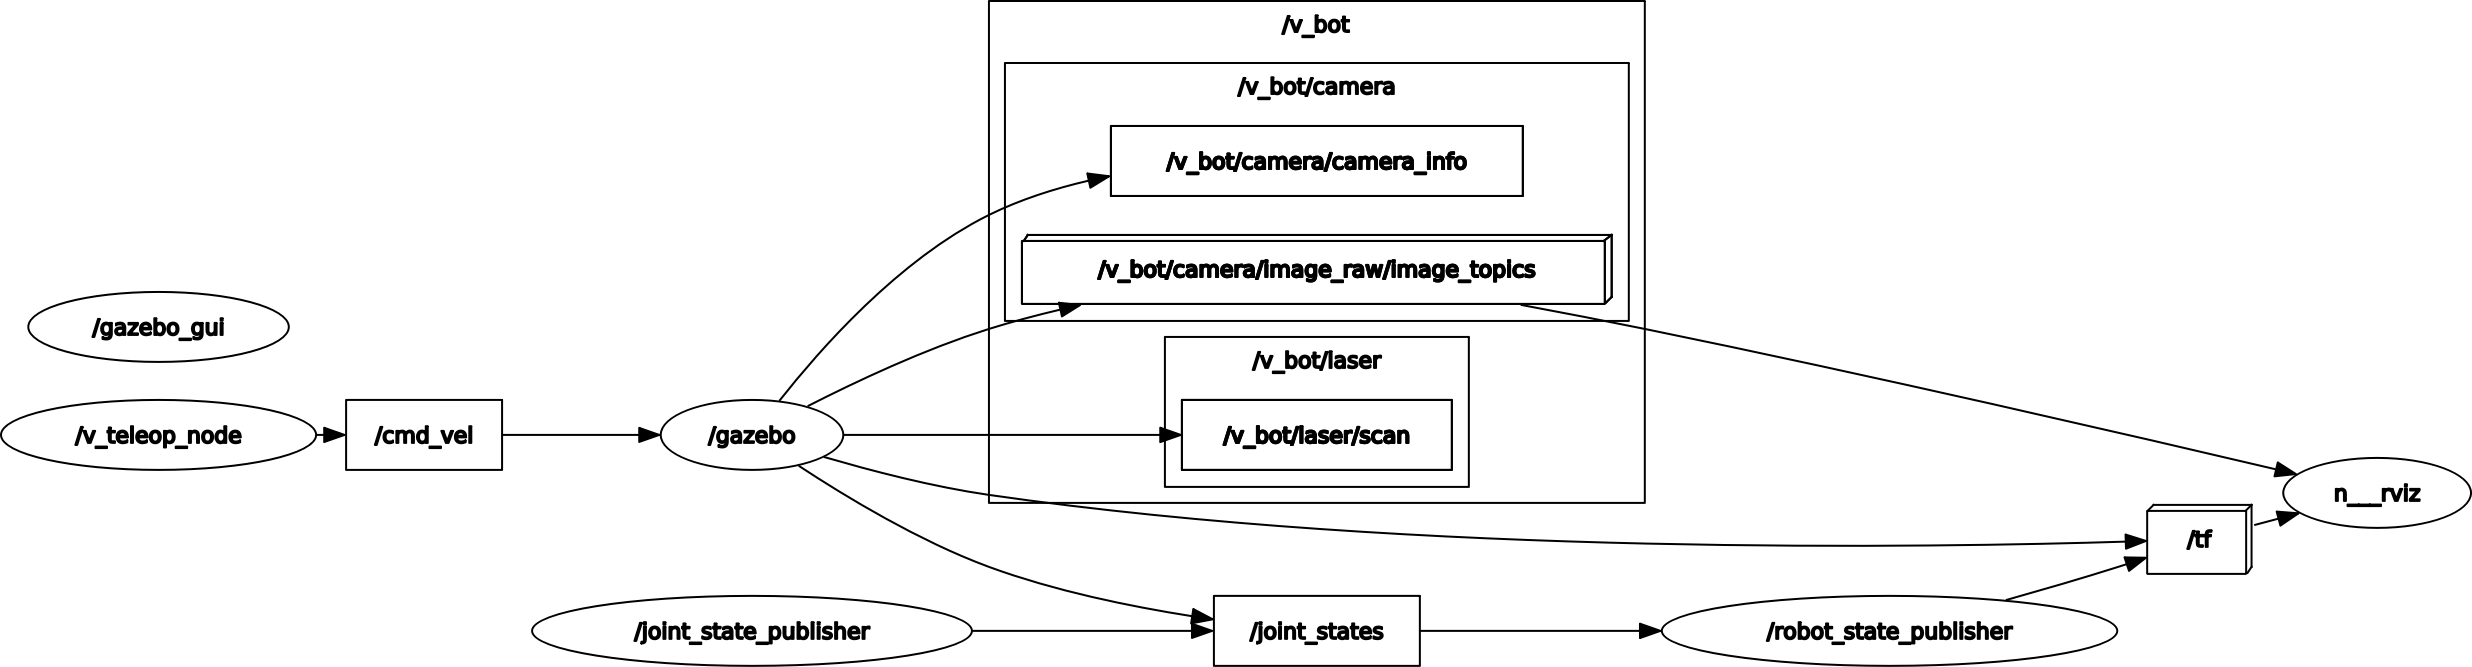 /v_bot
/v_bot/camera
/v_bot/camera/camera_info
/v_bot/camera/image_raw/image_topics
/gazebo_gui
/v_bot/laser
/v_teleop_node
/cmd_vel
/gazebo
/v_bot/laser/scan
n__rviz
/tf
/joint_state_publisher
/joint_states
/robot_state_publisher